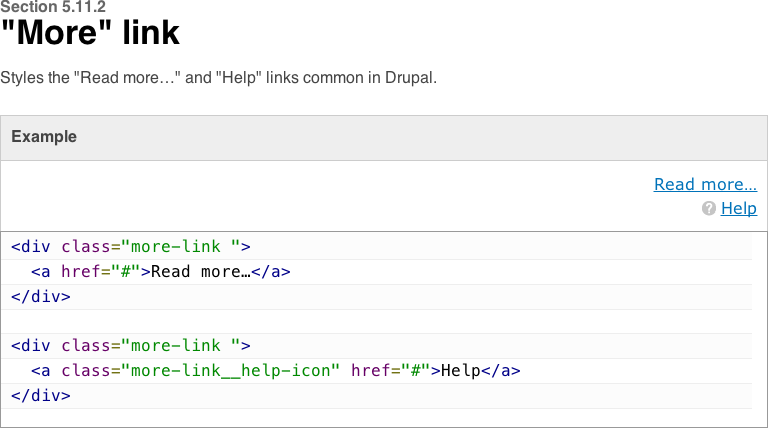 Section 5.11.2
"More" link
Styles the "Read more…" and "Help" links common in Drupal.
Example
Read more…
? Help
<div class="more-link ">
  <a href="#">Read more…</a>
</div>
<div class="more-link ">
  <a class="more-link__help-icon" href="#">Help</a>
</div>